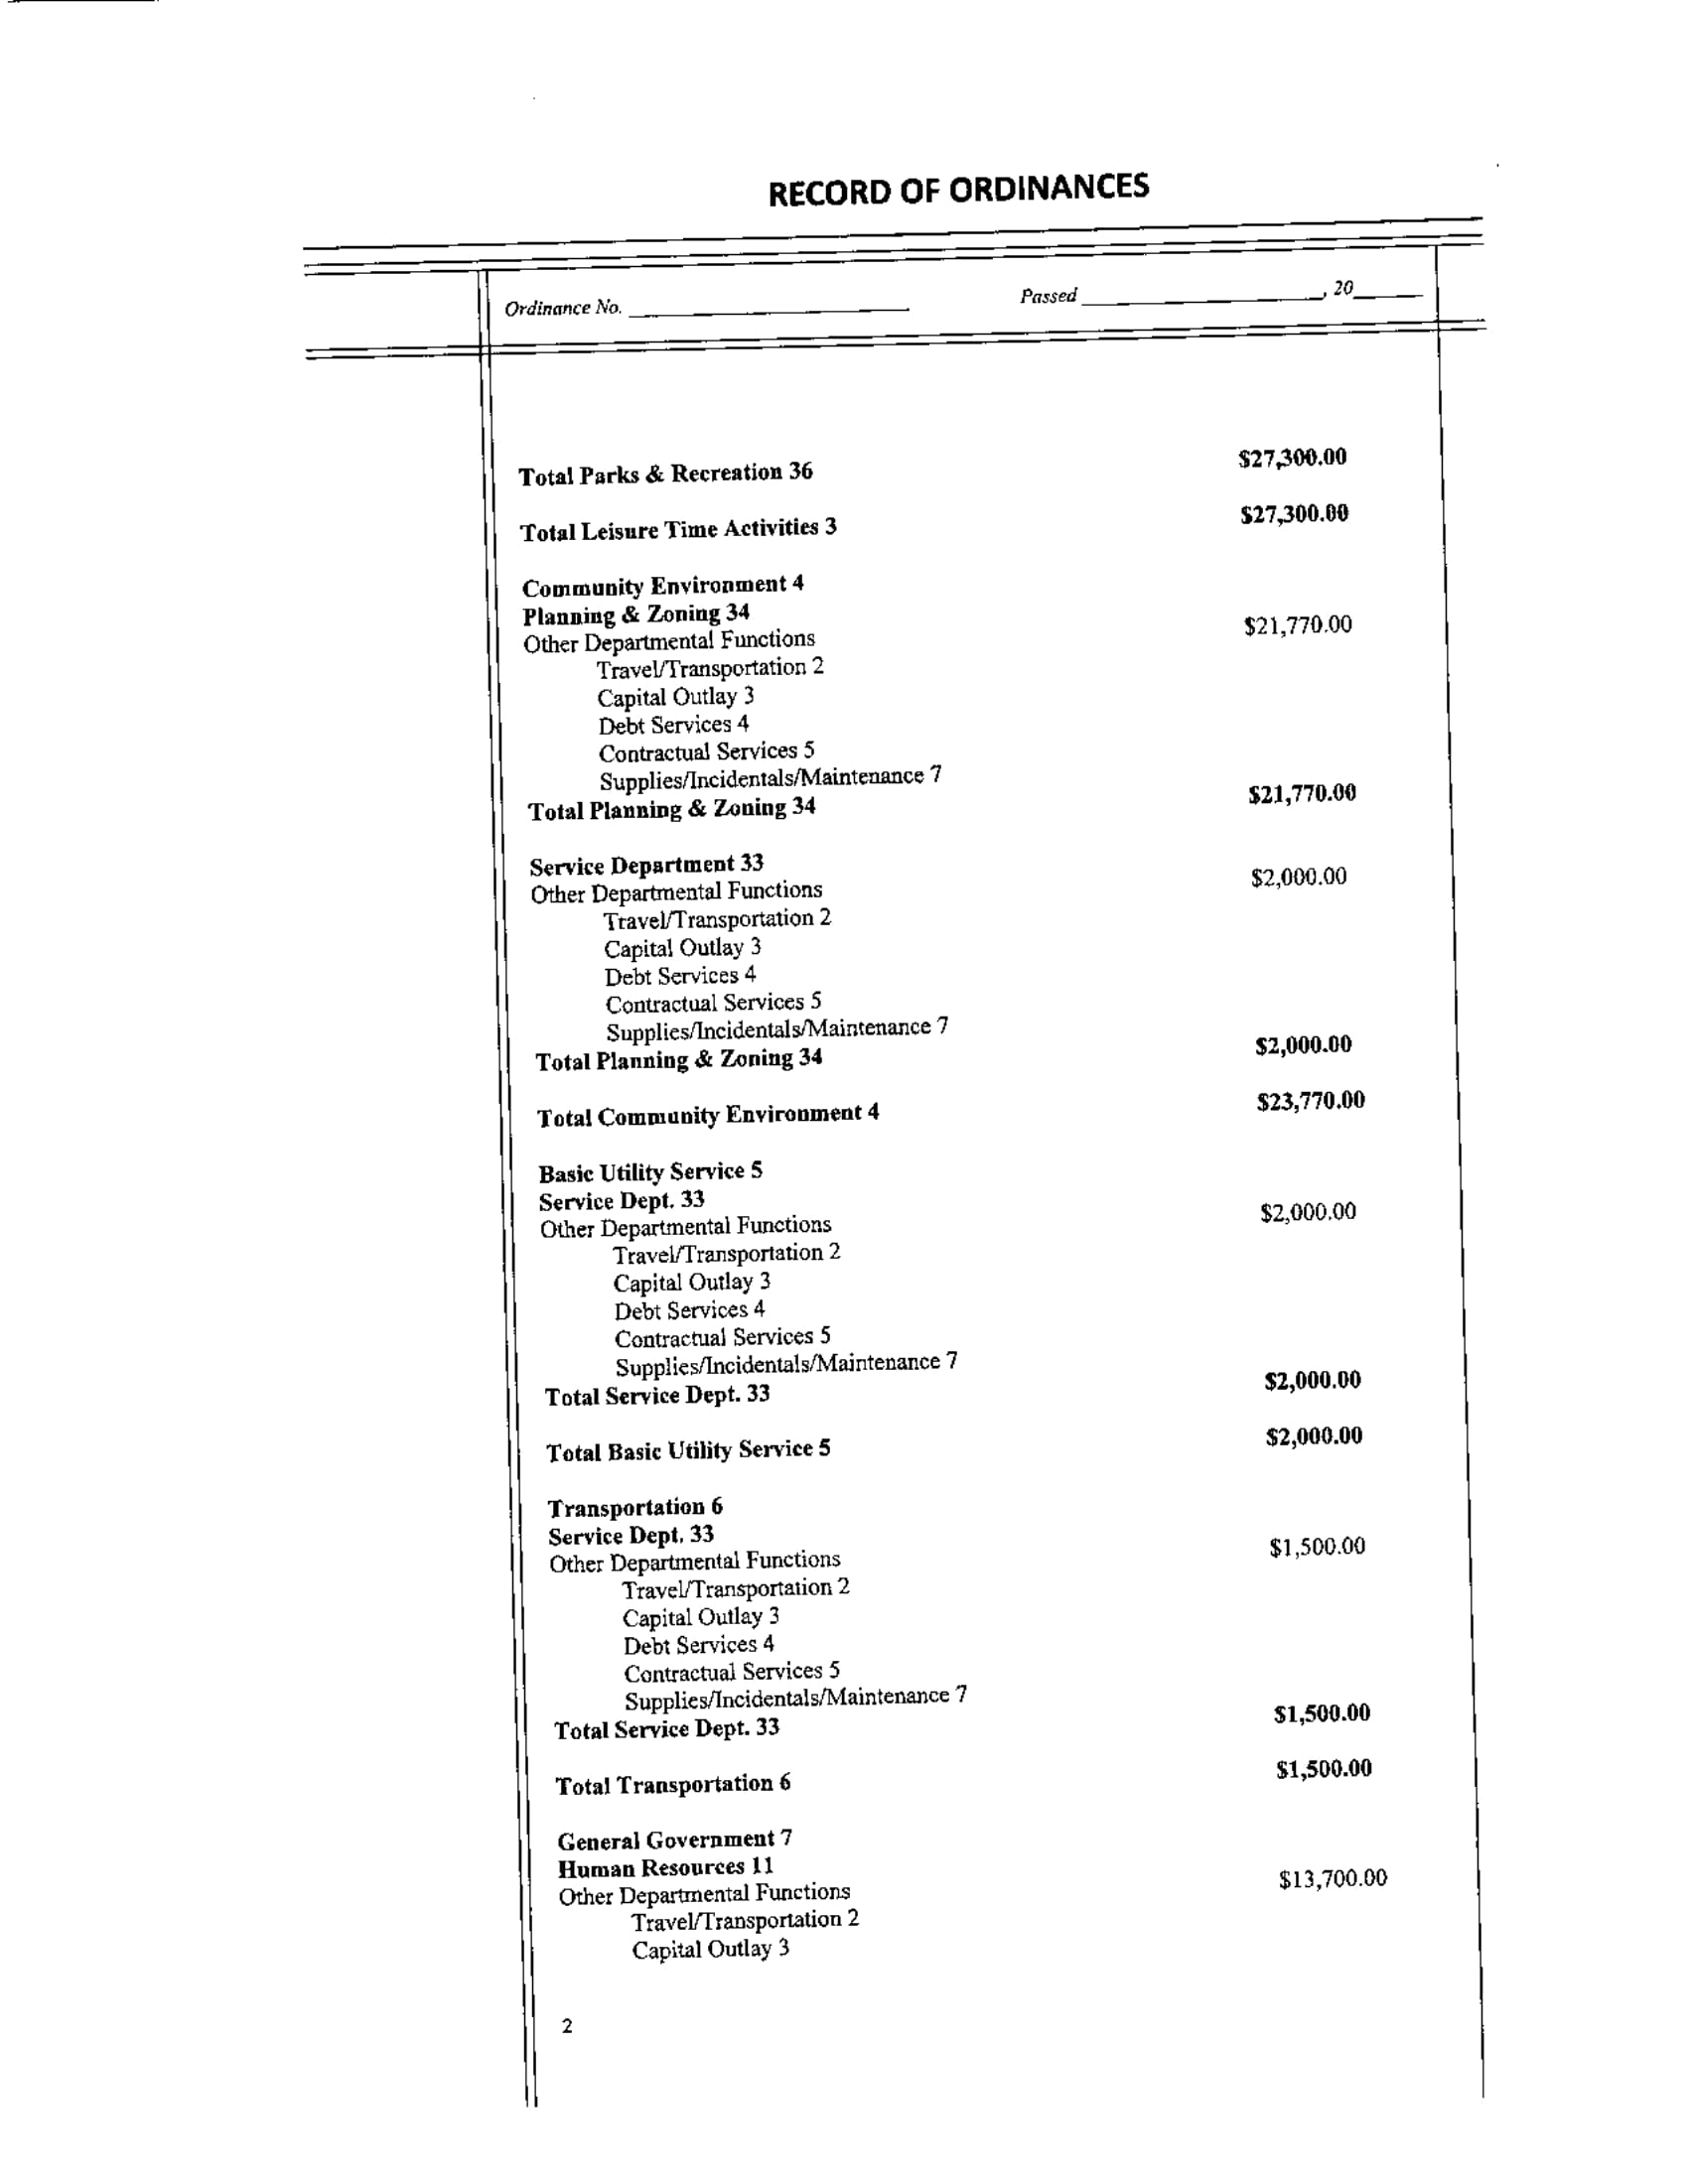 RECORD OF ORDINANCES
Ordinance No. ____________ Passed ____________, 20____
Total Parks & Recreation 36 $27,300.00
Total Leisure Time Activities 3 $27,300.00
Community Environment 4
Planning & Zoning 34
Other Departmental Functions $21,770.00
Travel/Transportation 2
Capital Outlay 3
Debt Services 4
Contractual Services 5
Supplies/Incidentals/Maintenance 7
Total Planning & Zoning 34 $21,770.00
Service Department 33
Other Departmental Functions $2,000.00
Travel/Transportation 2
Capital Outlay 3
Debt Services 4
Contractual Services 5
Supplies/Incidentals/Maintenance 7
Total Planning & Zoning 34 $2,000.00
Total Community Environment 4 $23,770.00
Basic Utility Service 5
Service Dept. 33
Other Departmental Functions $2,000.00
Travel/Transportation 2
Capital Outlay 3
Debt Services 4
Contractual Services 5
Supplies/Incidentals/Maintenance 7
Total Service Dept. 33 $2,000.00
Total Basic Utility Service 5 $2,000.00
Transportation 6
Service Dept. 33
Other Departmental Functions $1,500.00
Travel/Transportation 2
Capital Outlay 3
Debt Services 4
Contractual Services 5
Supplies/Incidentals/Maintenance 7
Total Service Dept. 33 $1,500.00
Total Transportation 6 $1,500.00
General Government 7
Human Resources 11
Other Departmental Functions $13,700.00
Travel/Transportation 2
Capital Outlay 3
2